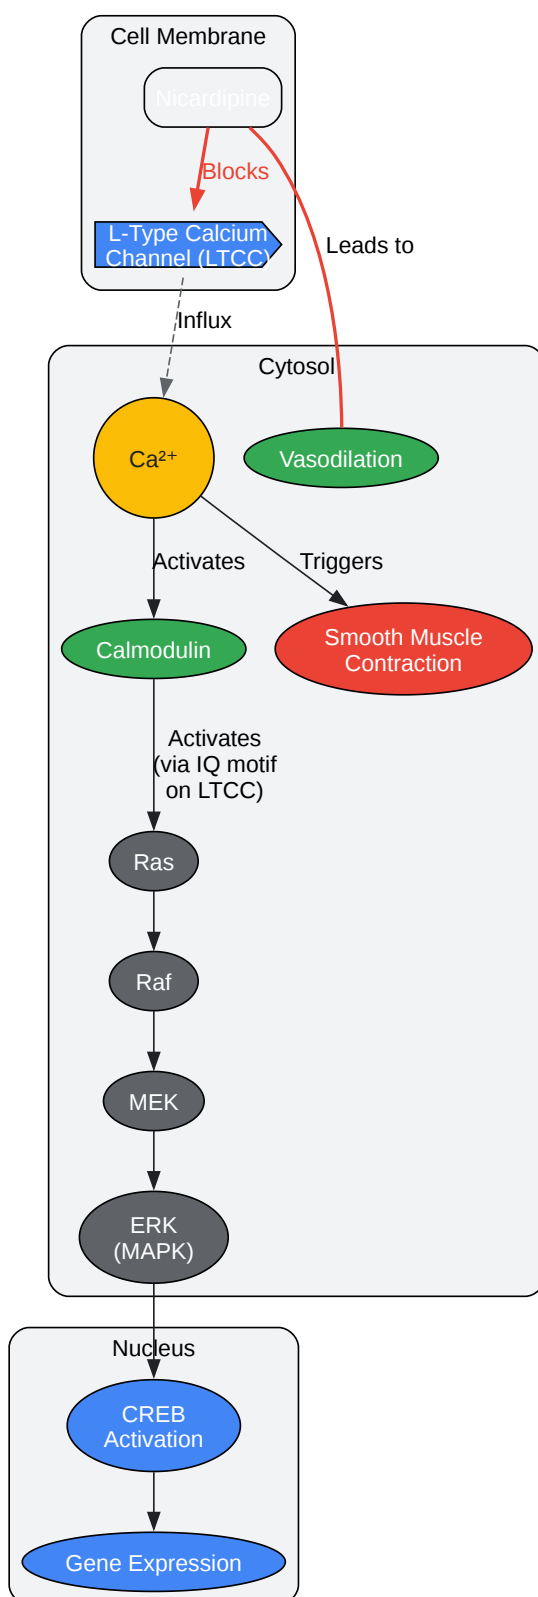 Cell Membrane
Nicardipine
Blocks
L-Type Calcium
Channel (LTCC)
Leads to
Influx
Cytosol
Ca²⁺
Vasodilation
Activates
Triggers
Calmodulin
Smooth Muscle
Contraction
Activates
(via IQ motif
on LTCC)
Ras
Raf
MEK
ERK
(MAPK)
Nucleus
CREB
Activation
Gene Expression